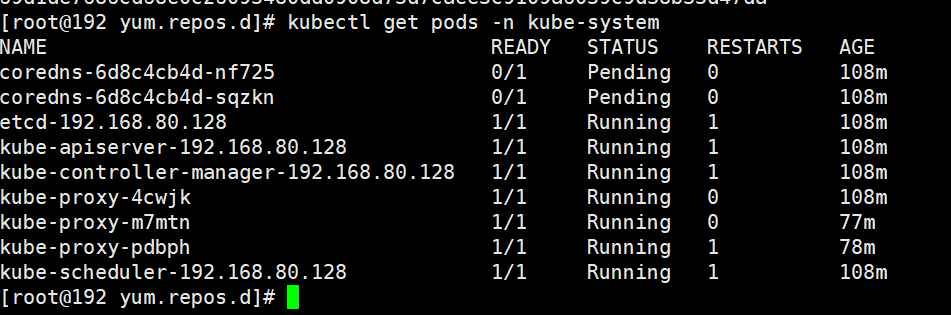 [root@192 yum.repos.d]# kubectl get pods -n kube-system
NAME READY STATUS RESTARTS AGE
coredns-6d8c4cb4d-nf725 0/1 Pending 0 108m
coredns-6d8c4cb4d-sqzkn 0/1 Pending 0 108m
etcd-192.168.80.128 1/1 Running 1 108m
kube-apiserver-192.168.80.128 1/1 Running 1 108m
kube-controller-manager-192.168.80.128 1/1 Running 1 108m
kube-proxy-4cwjk 1/1 Running 0 108m
kube-proxy-m7mtn 1/1 Running 0 77m
kube-proxy-pdbph 1/1 Running 1 78m
kube-scheduler-192.168.80.128 1/1 Running 1 108m
[root@192 yum.repos.d]#